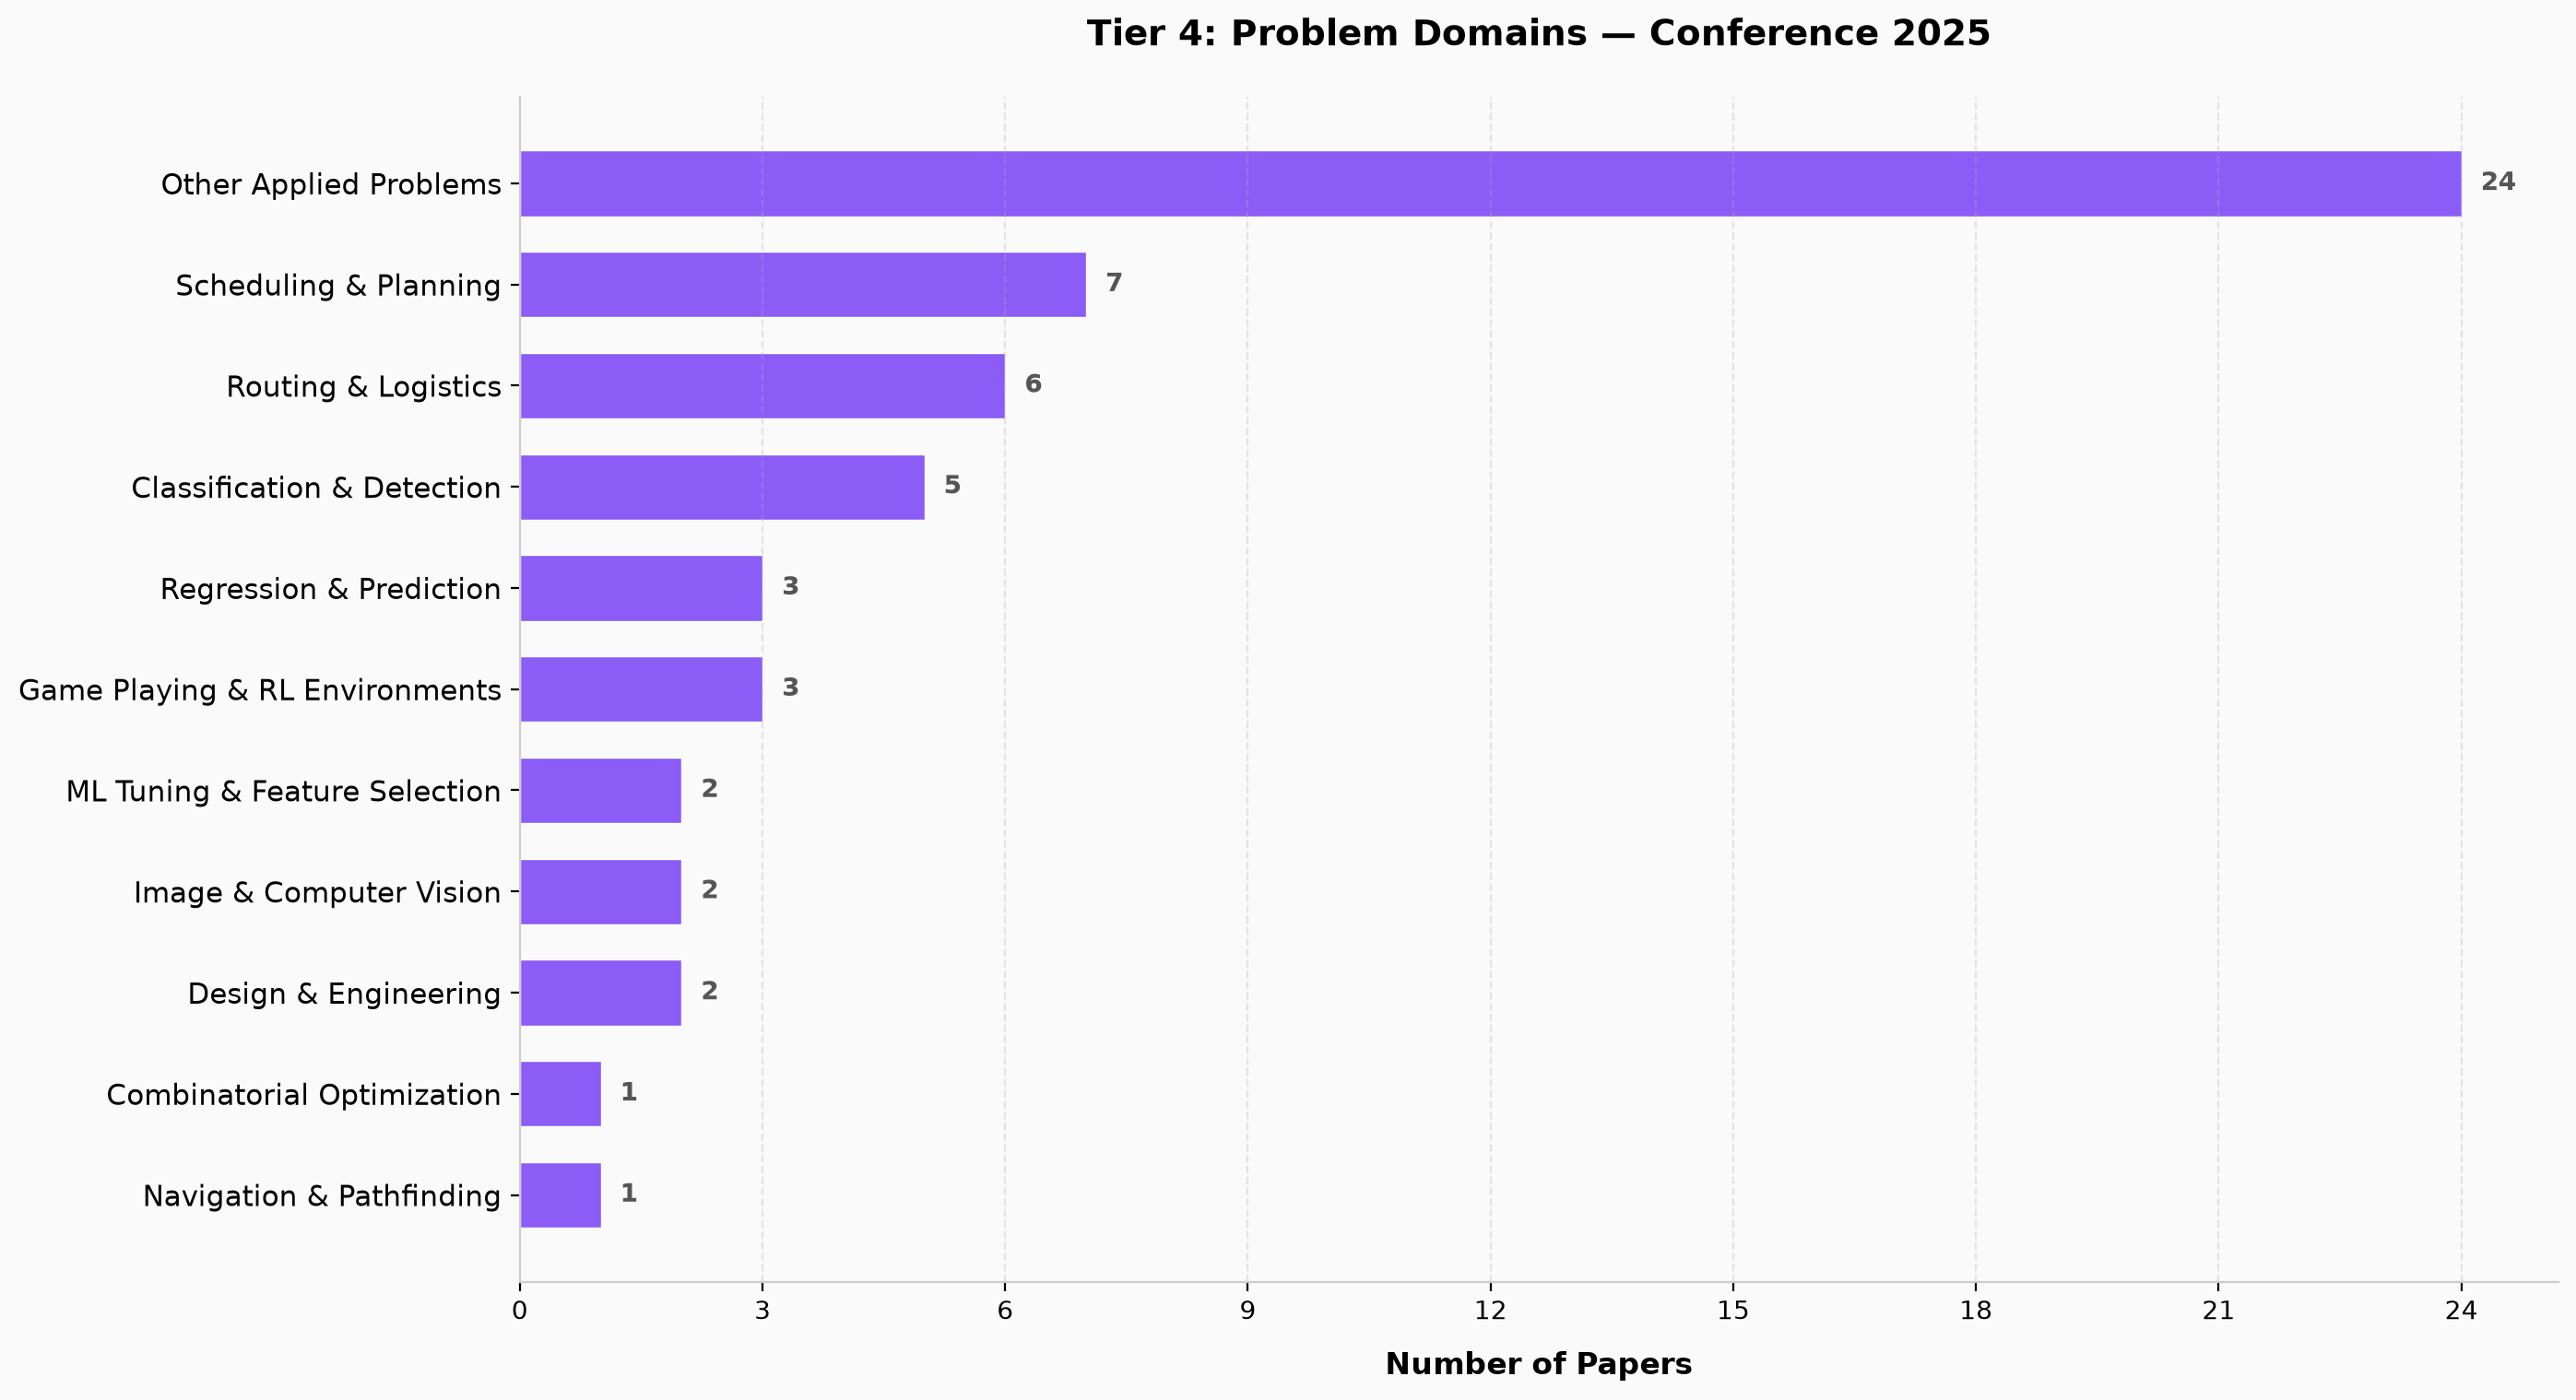 Tier 4: Problem Domains — Conference 2025
Other Applied Problems 24
Scheduling & Planning 7
Routing & Logistics 6
Classification & Detection 5
Regression & Prediction 3
Game Playing & RL Environments 3
ML Tuning & Feature Selection 2
Image & Computer Vision 2
Design & Engineering 2
Combinatorial Optimization 1
Navigation & Pathfinding 1
0 3 6 9 12 15 18 21 24
Number of Papers